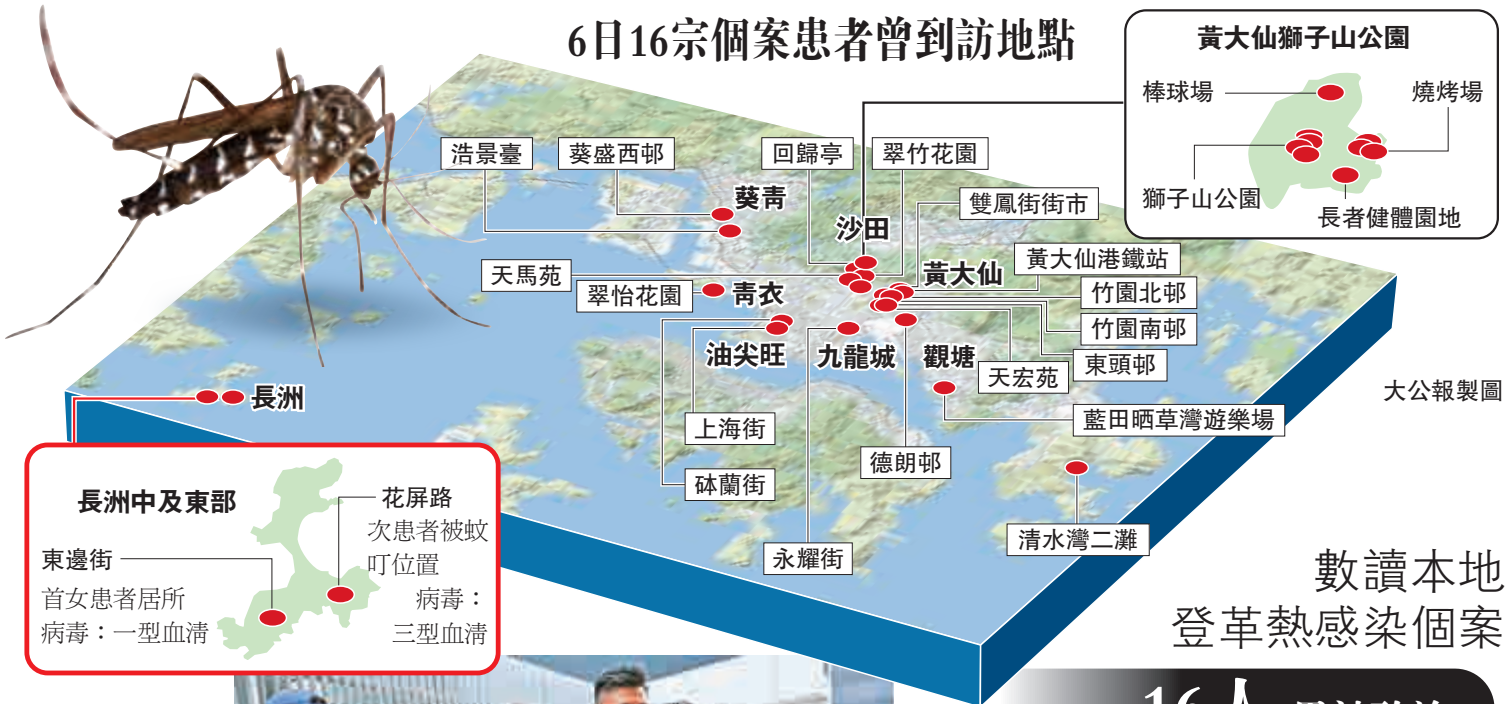 6日16宗個案患者曾到訪地點
黃大仙獅子山公園
棒球場
燒烤場
獅子山公園
長者健體園地
浩景臺
葵盛西邨
回歸亭
翠竹花園
雙鳳街街市
葵青
沙田
黃大仙
黃大仙港鐵站
天馬苑
翠怡花園
青衣
竹園北邨
竹園南邨
油尖旺
九龍城
觀塘
東頭邨
天宏苑
長洲
大公報製圖
上海街
藍田晒草灣遊樂場
德朗邨
砵蘭街
永耀街
清水灣二灘
長洲中及東部
花屏路
次患者被蚊
叮位置
病毒：
三型血清
東邊街
首女患者居所
病毒：一型血清
數讀本地
登革熱感染個案
16人